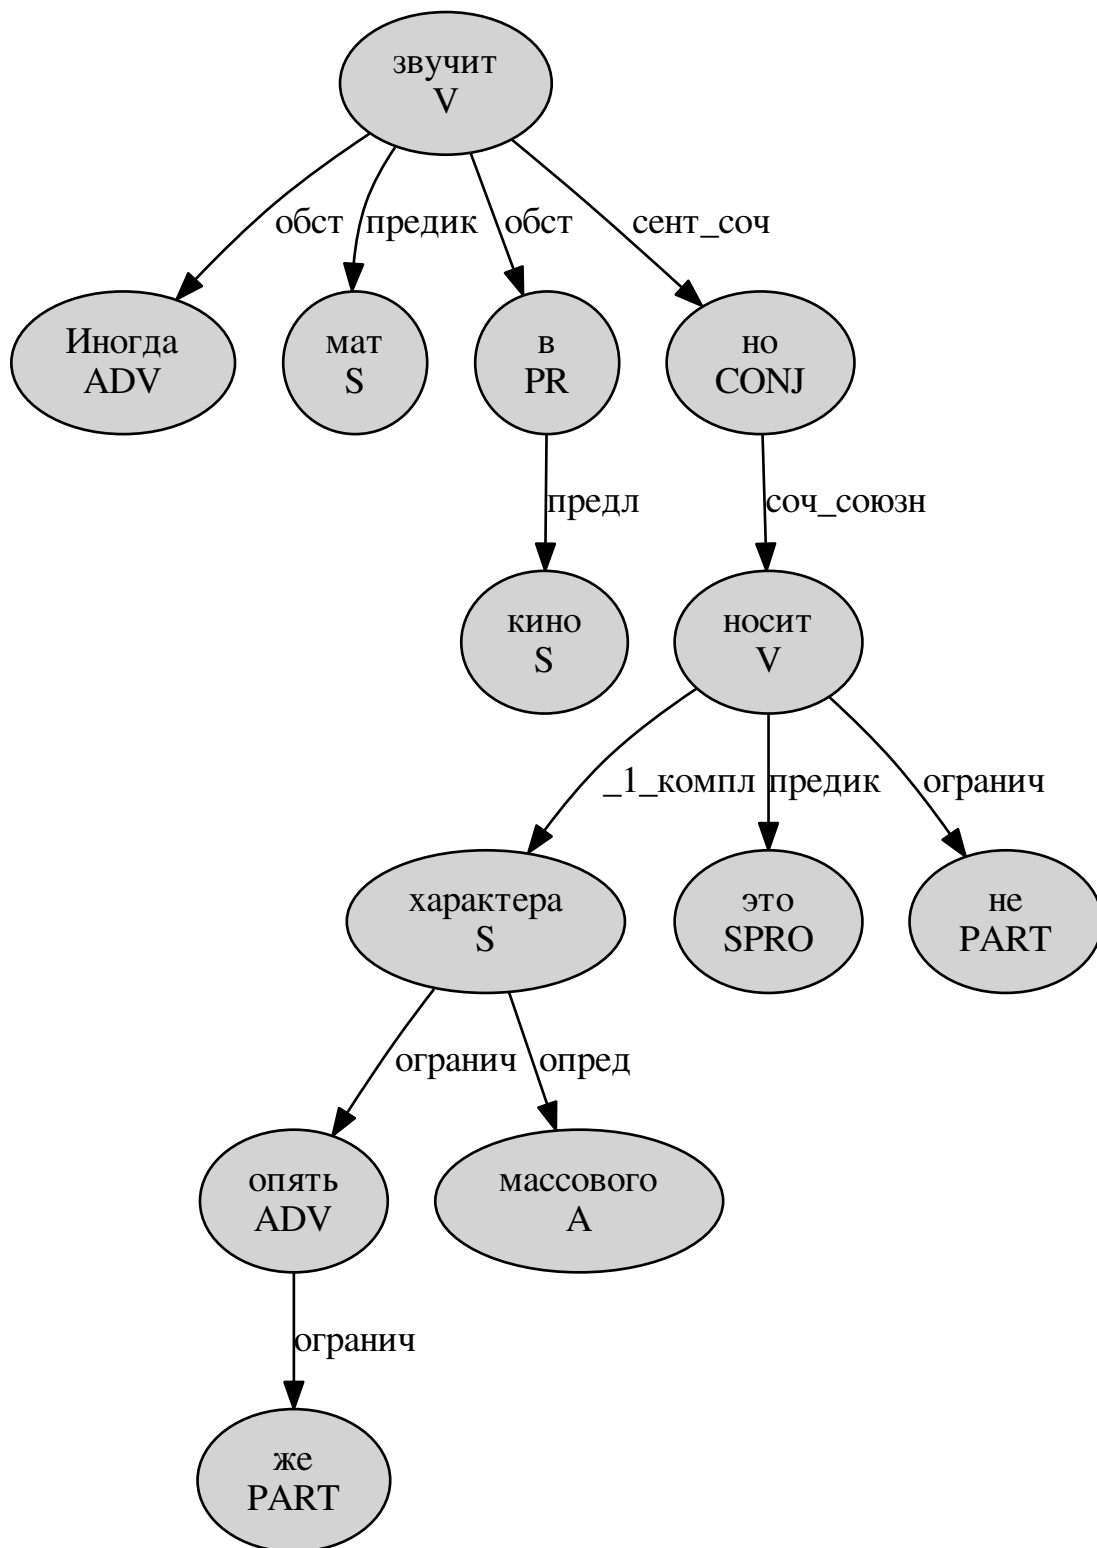 звучит
V
обст
предик
обст
сент_соч
Иногда
ADV
мат
S
в
PR
но
CONJ
предл
соч_союзн
кино
S
носит
V
_1_компл
предик
огранич
характера
S
это
SPRO
не
PART
огранич
опред
опять
ADV
массового
A
огранич
же
PART